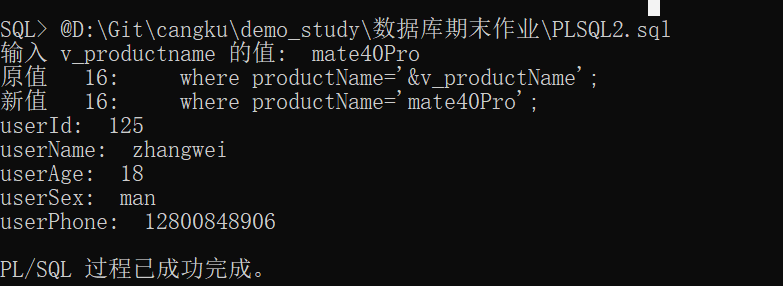 SQL> @D:\Git\cangku\demo_study\数据库期末作业\PLSQL2.sql
输入 v_productname 的值:  mate40Pro
原值   16:     where productName='&v_productName';
新值   16:     where productName='mate40Pro';
userId:  125
userName:  zhangwei
userAge:  18
userSex:  man
userPhone:  12800848906
PL/SQL 过程已成功完成。